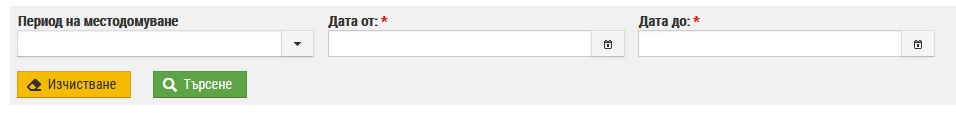 Период на местодомуване Дата от: * Дата до: *
Изчистване Търсене